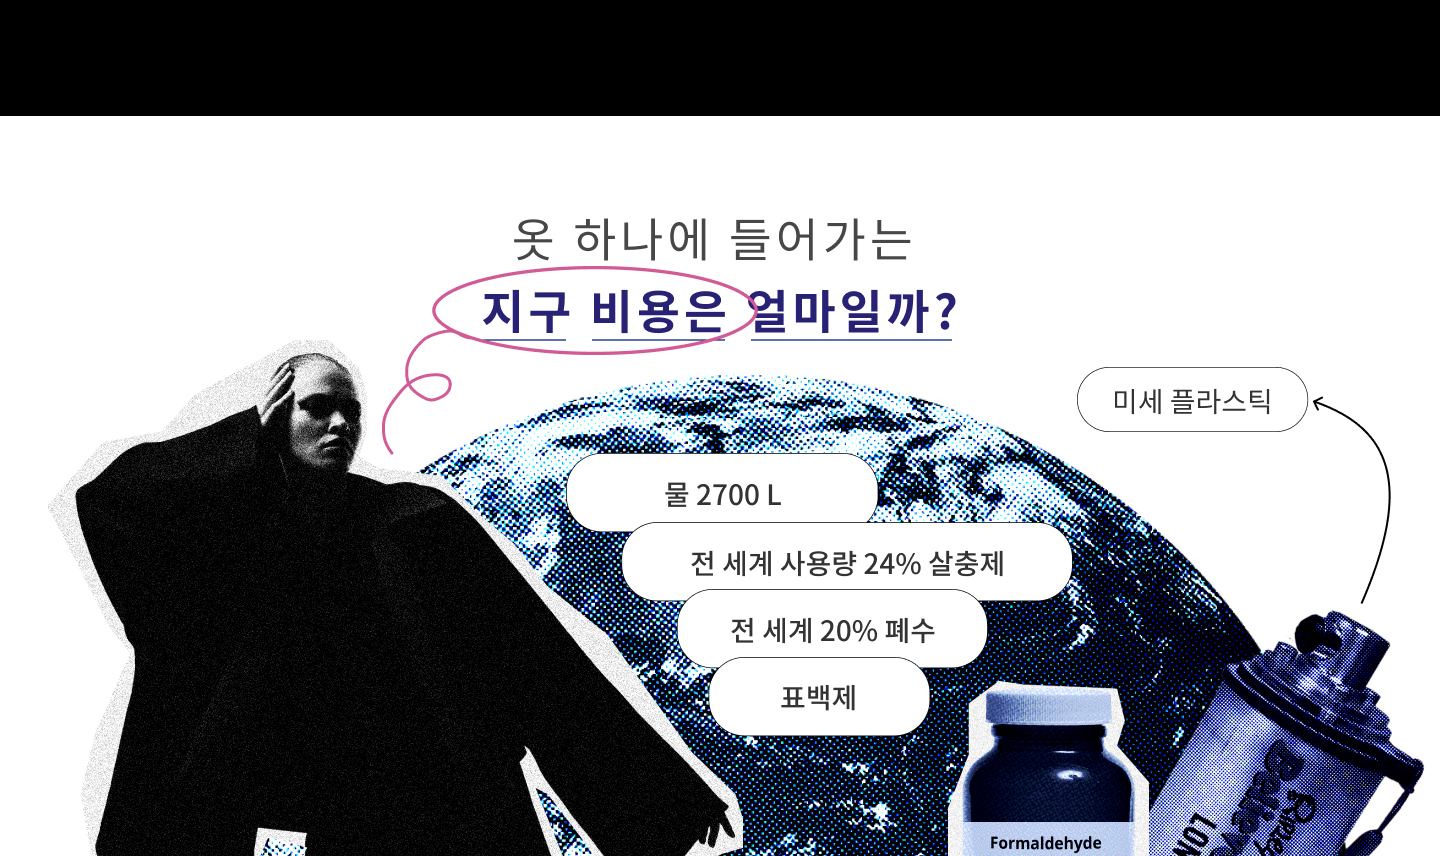 옷 하나에 들어가는
지구 비용은 얼마일까?
미세 플라스틱
물 2700 L
전 세계 사용량 24% 살충제
전 세계 20% 폐수
표백제
Formaldehyde